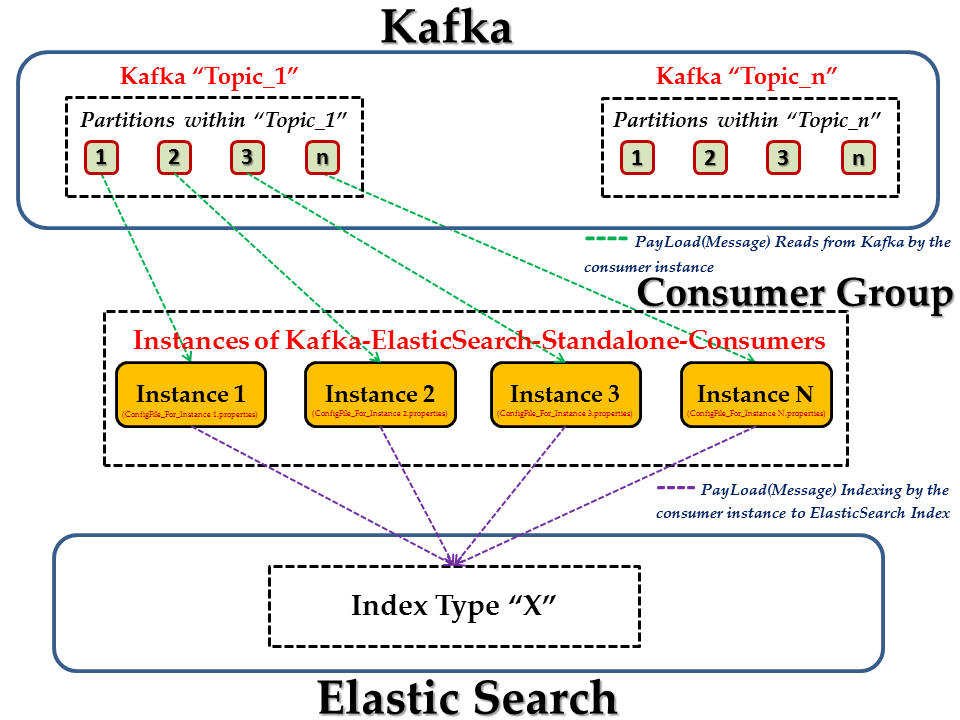 Kafka
Kafka “Topic_1”
Kafka “Topic_n”
Partitions within “Topic_1”
Partitions within “Topic_n”
1 2 3 n
1 2 3 n
PayLoad(Message) Reads from Kafka by the
consumer instance
Consumer Group
Instances of Kafka-ElasticSearch-Standalone-Consumers
Instance 1
(ConfigFile_For_Instance 1.properties)
Instance 2
(ConfigFile_For_Instance 2.properties)
Instance 3
(ConfigFile_For_Instance 3.properties)
Instance N
(ConfigFile_For_Instance N.properties)
PayLoad(Message) Indexing by the
consumer instance to ElasticSearch Index
Index Type “X”
Elastic Search